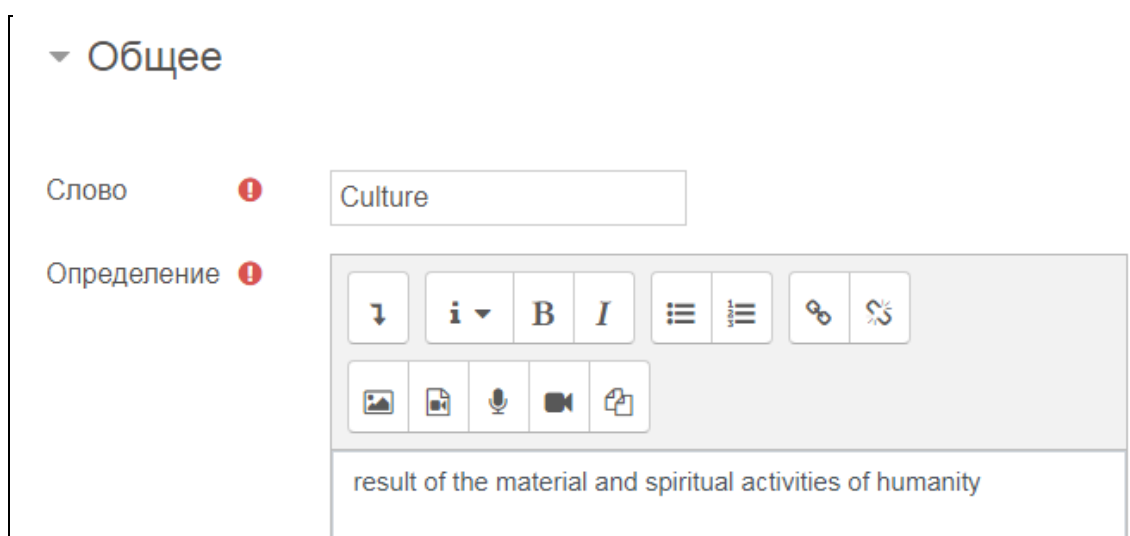 Общее
Слово
Culture
Определение
i B I
result of the material and spiritual activities of humanity